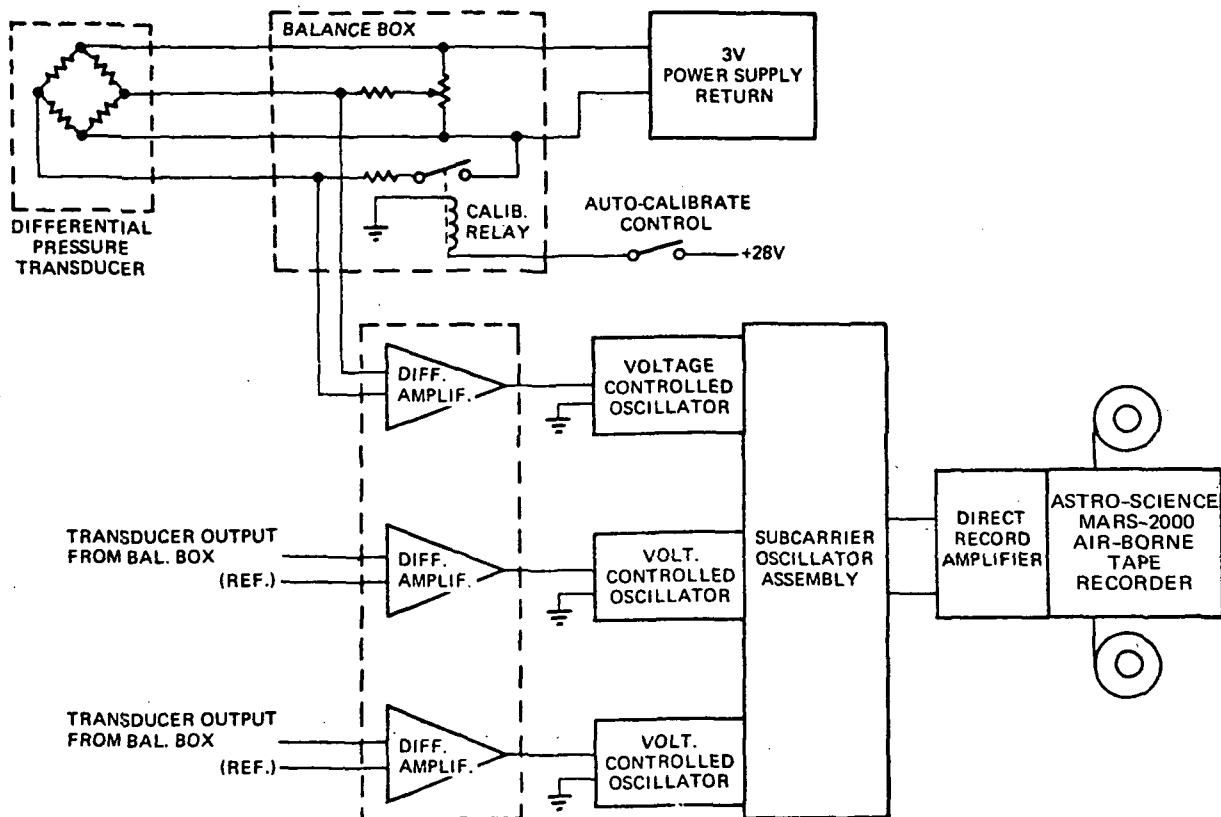 BALANCE BOX
3V
POWER SUPPLY
RETURN
DIFFERENTIAL
PRESSURE
TRANSDUCER
CALIB.
RELAY
AUTO-CALIBRATE
CONTROL
+28V
DIFF.
AMPLIF.
VOLTAGE
CONTROLLED
OSCILLATOR
TRANSDUCER OUTPUT
FROM BAL. BOX
(REF.)
DIFF.
AMPLIF.
VOLT.
CONTROLLED
OSCILLATOR
SUBCARRIER
OSCILLATOR
ASSEMBLY
DIRECT
RECORD
AMPLIFIER
ASTRO-SCIENCE
MARS-2000
AIR-BORNE
TAPE
RECORDER
TRANSDUCER OUTPUT
FROM BAL. BOX
(REF.)
DIFF.
AMPLIF.
VOLT.
CONTROLLED
OSCILLATOR